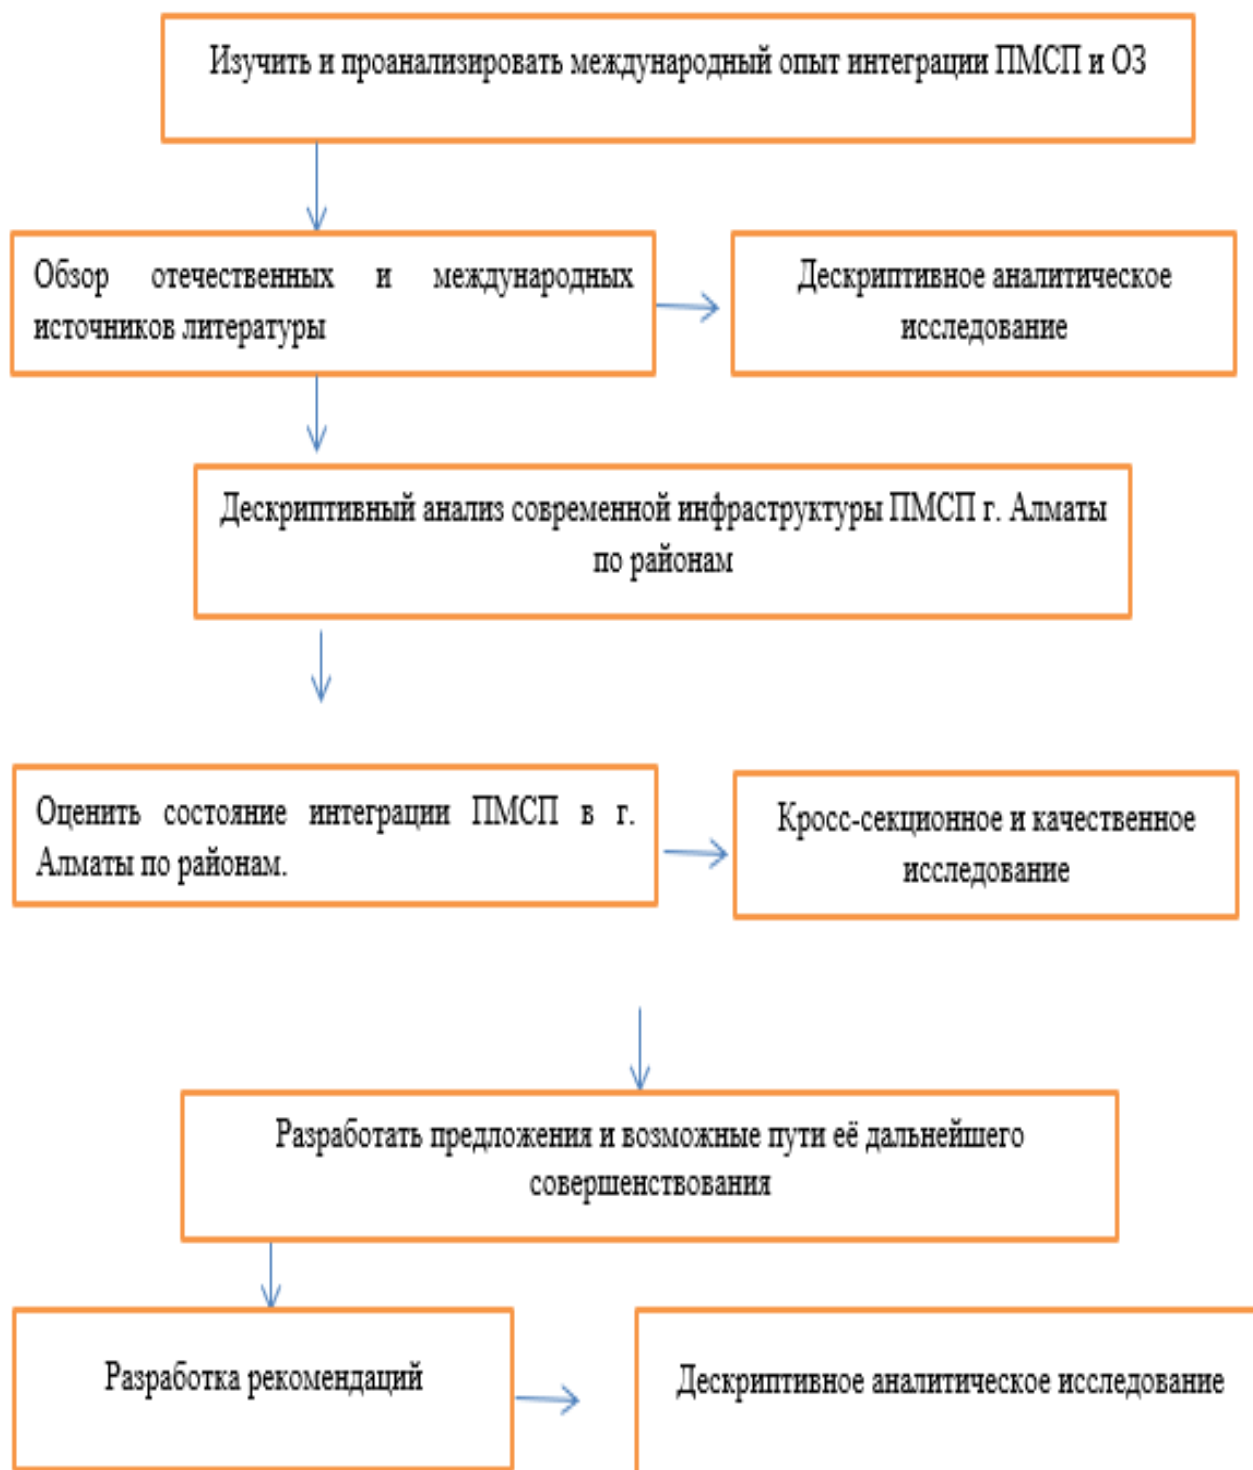 Изучить и проанализировать международный опыт интеграции ПМСП и ОЗ
Обзор отечественных и международных
источников литературы
Дескриптивное аналитическое
исследование
Дескриптивный анализ современной инфраструктуры ПМСП г. Алматы
по районам
Оценить состояние интеграции ПМСП в г.
Алматы по районам.
Кросс-секционное и качественное
исследование
Разработать предложения и возможные пути её дальнейшего
совершенствования
Разработка рекомендаций
Дескриптивное аналитическое исследование